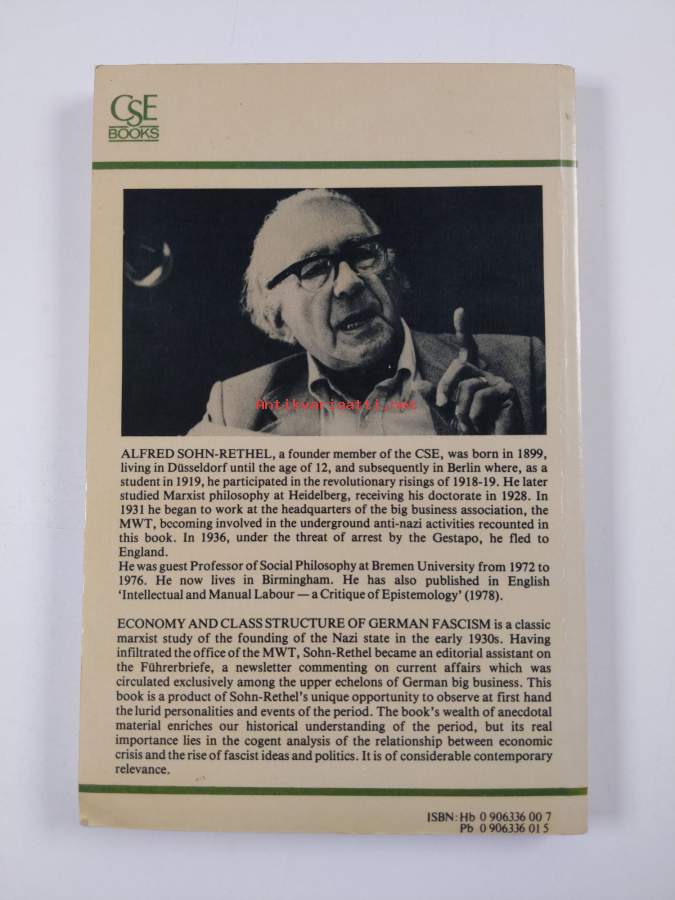 CSE
BOOKS
Antikvariaatti.net
ALFRED SOHN-RETHEL, a founder member of the CSE, was born in 1899,
living in Düsseldorf until the age of 12, and subsequently in Berlin where, as a
student in 1919, he participated in the revolutionary risings of 1918-19. He later
studied Marxist philosophy at Heidelberg, receiving his doctorate in 1928. In
1931 he began to work at the headquarters of the big business association, the
MWT, becoming involved in the underground anti-nazi activities recounted in
this book. In 1936, under the threat of arrest by the Gestapo, he fled to
England.
He was guest Professor of Social Philosophy at Bremen University from 1972 to
1976. He now lives in Birmingham. He has also published in English
'Intellectual and Manual Labour — a Critique of Epistemology' (1978).
ECONOMY AND CLASS STRUCTURE OF GERMAN FASCISM is a classic
marxist study of the founding of the Nazi state in the early 1930s. Having
infiltrated the office of the MWT, Sohn-Rethel became an editorial assistant on
the Führerbriefe, a newsletter commenting on current affairs which was
circulated exclusively among the upper echelons of German big business. This
book is a product of Sohn-Rethel's unique opportunity to observe at first hand
the lurid personalities and events of the period. The book's wealth of anecdotal
material enriches our historical understanding of the period, but its real
importance lies in the cogent analysis of the relationship between economic
crisis and the rise of fascist ideas and politics. It is of considerable contemporary
relevance.
ISBN: Hb 0 906336 00 7
Pb 0 906336 01 5